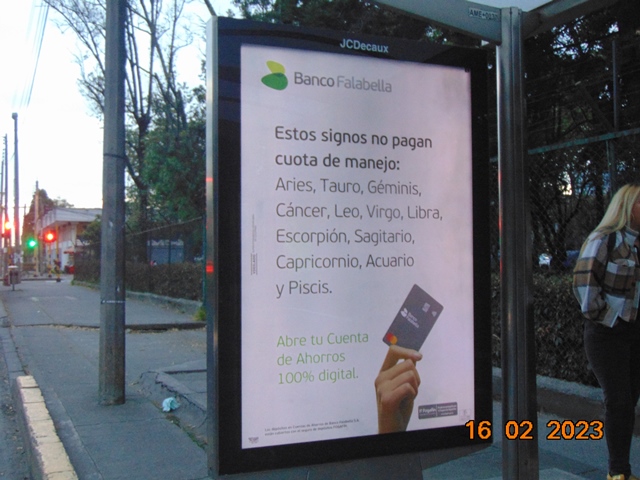 JCDecaux
Banco Falabella
Estos signos no pagan
cuota de manejo:
Aries, Tauro, Géminis,
Cáncer, Leo, Virgo, Libra,
Escorpión, Sagitario,
Capricornio, Acuario
y Piscis.
Abre tu Cuenta
de Ahorros
100% digital.
16 02 2023